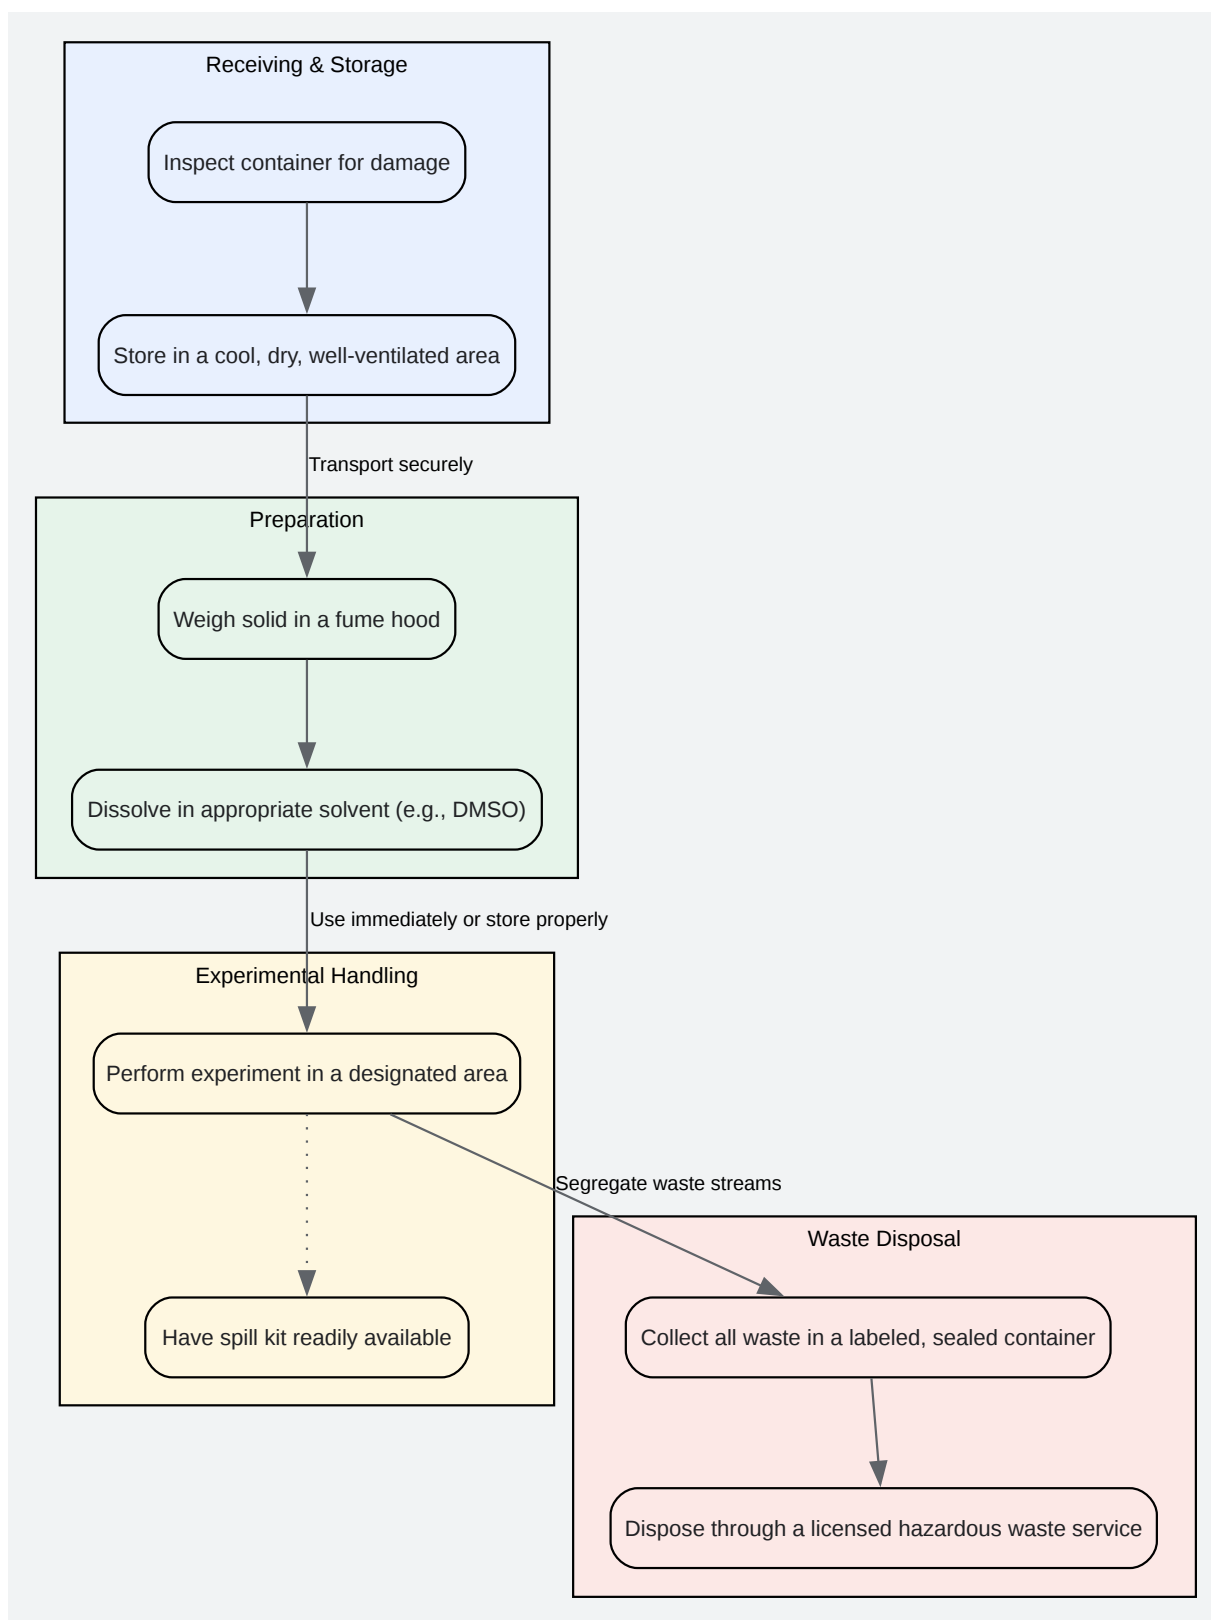 Receiving & Storage
Inspect container for damage
Store in a cool, dry, well-ventilated area
Transport securely
Preparation
Weigh solid in a fume hood
Dissolve in appropriate solvent (e.g., DMSO)
Use immediately or store properly
Experimental Handling
Perform experiment in a designated area
Segregate waste streams
Waste Disposal
Have spill kit readily available
Collect all waste in a labeled, sealed container
Dispose through a licensed hazardous waste service